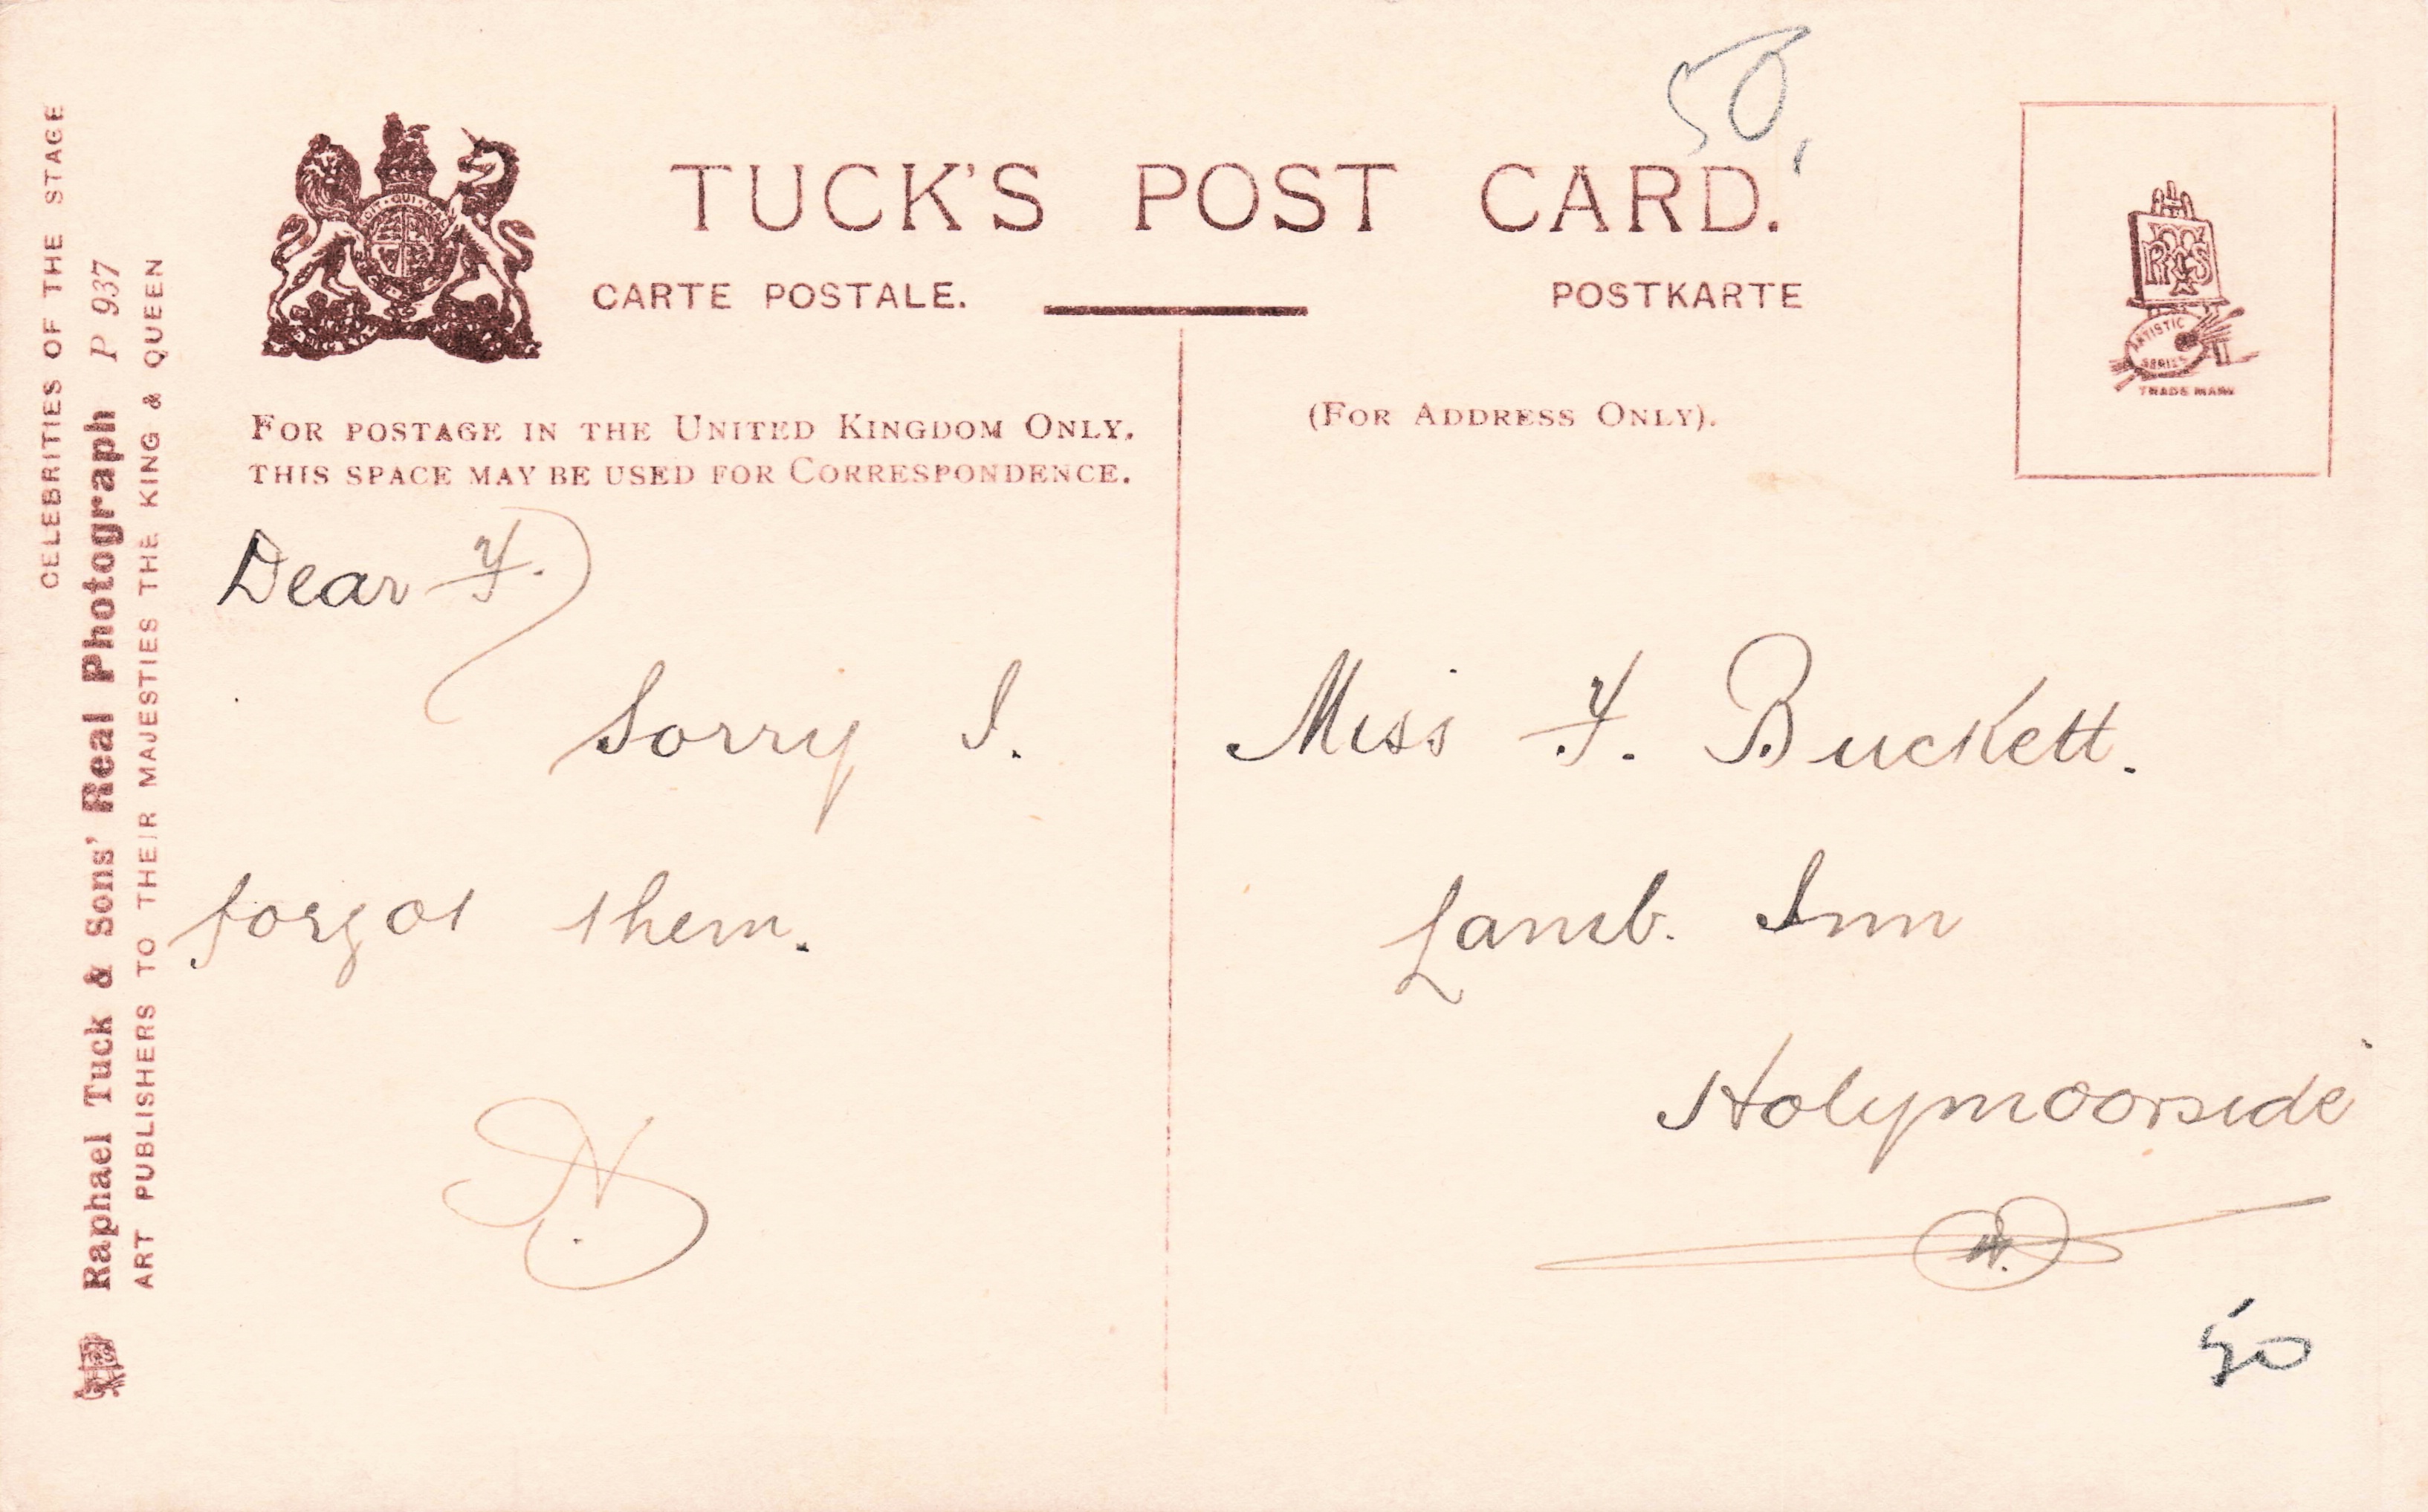 50,
TUCK'S POST CARD.
CARTE POSTALE. POSTKARTE
FOR POSTAGE IN THE UNITED KINGDOM ONLY,
THIS SPACE MAY BE USED FOR CORRESPONDENCE.
(FOR ADDRESS ONLY).
ARTISTIC
SERIES
TRADE MARK
CELEBRITIES OF THE STAGE
Raphael Tuck & Sons' Real Photograph P 937
ART PUBLISHERS TO THEIR MAJESTIES THE KING & QUEEN
Dear F.
Sorry I.
forgot them.
Miss F. Buckett.
Lamb. Inn
Holymoorside
50